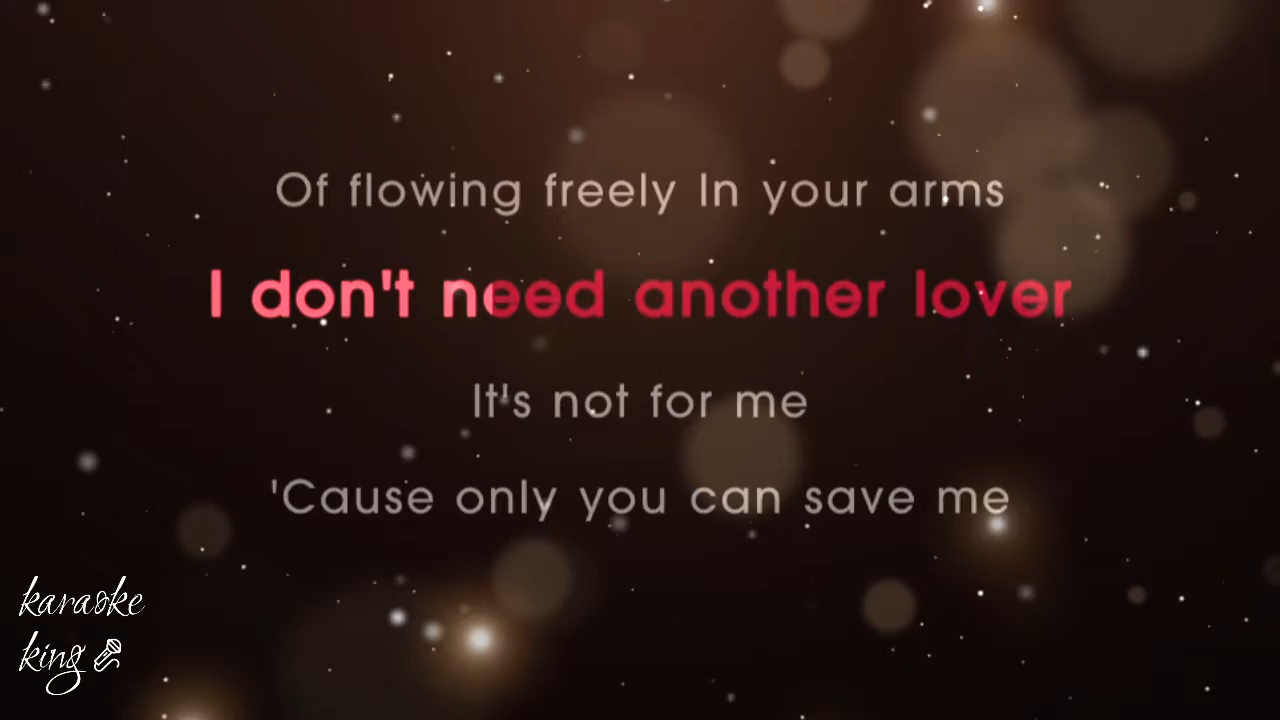 Of flowing freely In your arms
I don't need another lover
It's not for me
'Cause only you can save me
karaoke
king